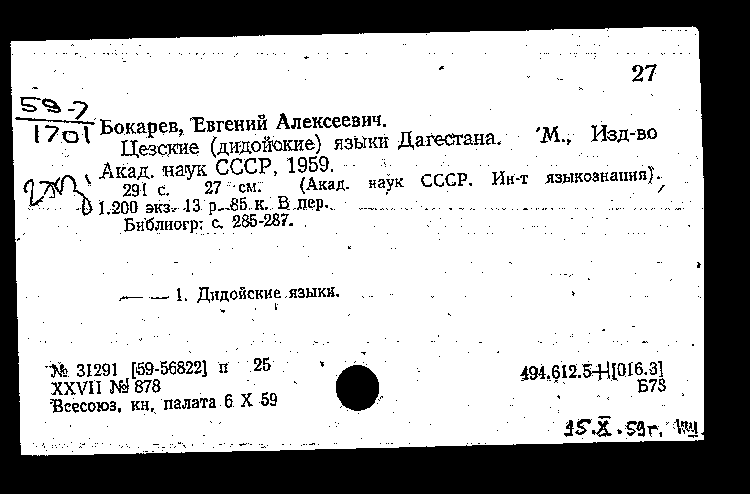 27
59-7
1701
Бокарев, Евгений Алексеевич.
Цезские (дидойские) языки Дагестана. М., Изд-во
Акад. наук СССР, 1959.
291 с. 27 см. (Акад. наук СССР. Ин-т языкознания).
1.200 экз. 13 р. 85 к. В пер.
Библиогр: с. 285-287.
— — 1. Дидойские языки.
№ 31291 [59-56822] п 25
XXVII № 878
Всесоюз. кн. палата 6 X 59
494.612.5+[016.3]
Б73
15.X.59г.